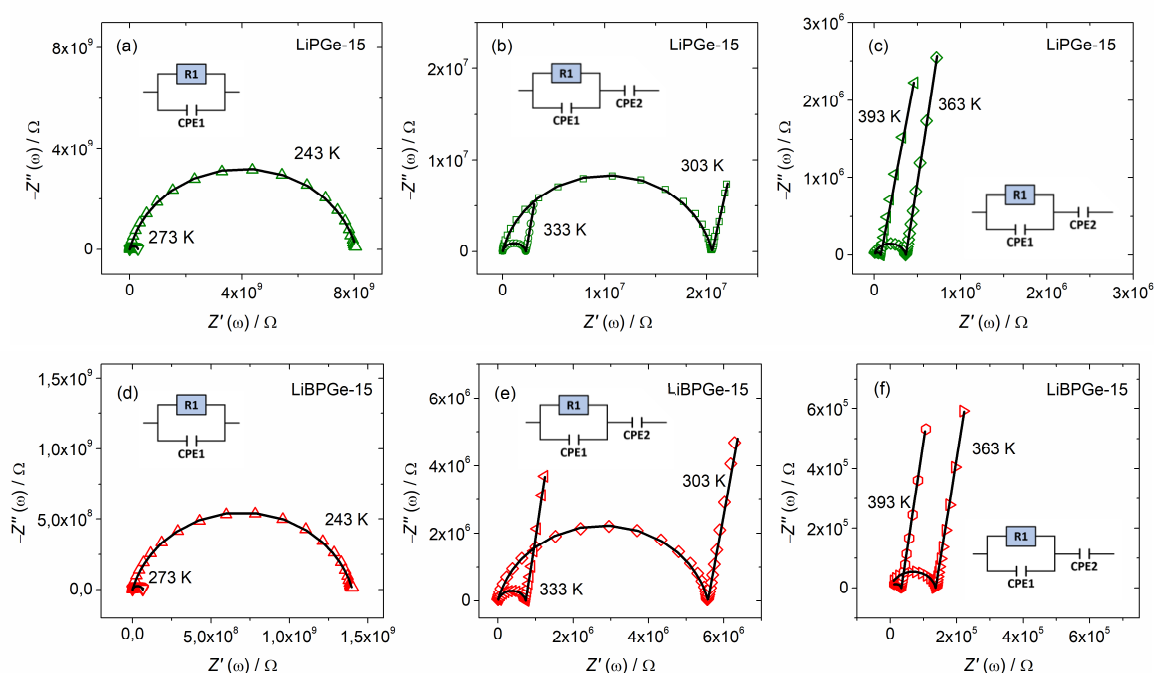 (a) LiPGe-15
8x10⁹
4x10⁹
0
R1
CPE1
243 K
273 K
0 4x10⁹ 8x10⁹
Z' (ω) / Ω
−Z'' (ω) / Ω
(b) LiPGe-15
2x10⁷
1x10⁷
0
R1
CPE1
CPE2
303 K
333 K
0 1x10⁷ 2x10⁷
Z' (ω) / Ω
−Z'' (ω) / Ω
(c) LiPGe-15
3x10⁶
2x10⁶
1x10⁶
0
393 K
363 K
R1
CPE1
CPE2
0 1x10⁶ 2x10⁶ 3x10⁶
Z' (ω) / Ω
−Z'' (ω) / Ω
(d) LiBPGe-15
1,5x10⁹
1,0x10⁹
5,0x10⁸
0,0
R1
CPE1
243 K
273 K
0,0 5,0x10⁸ 1,0x10⁹ 1,5x10⁹
Z' (ω) / Ω
−Z'' (ω) / Ω
(e) LiBPGe-15
6x10⁶
4x10⁶
2x10⁶
0
R1
CPE1
CPE2
303 K
333 K
0 2x10⁶ 4x10⁶ 6x10⁶
Z' (ω) / Ω
−Z'' (ω) / Ω
(f) LiBPGe-15
6x10⁵
4x10⁵
2x10⁵
0
393 K
363 K
R1
CPE1
CPE2
0 2x10⁵ 4x10⁵ 6x10⁵
Z' (ω) / Ω
−Z'' (ω) / Ω